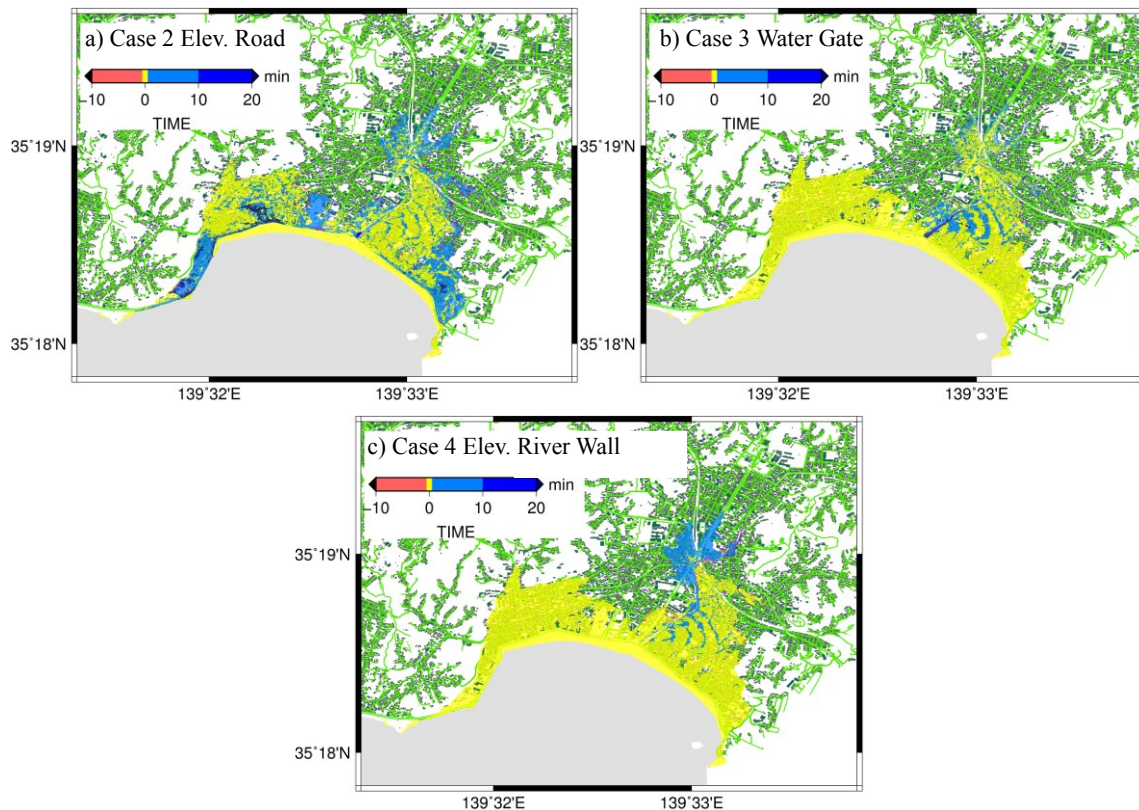 a) Case 2 Elev. Road
min
−10 0 10 20
TIME
35˚19'N
35˚18'N
139˚32'E 139˚33'E
b) Case 3 Water Gate
min
−10 0 10 20
TIME
35˚19'N
35˚18'N
139˚32'E 139˚33'E
c) Case 4 Elev. River Wall
min
−10 0 10 20
TIME
35˚19'N
35˚18'N
139˚32'E 139˚33'E